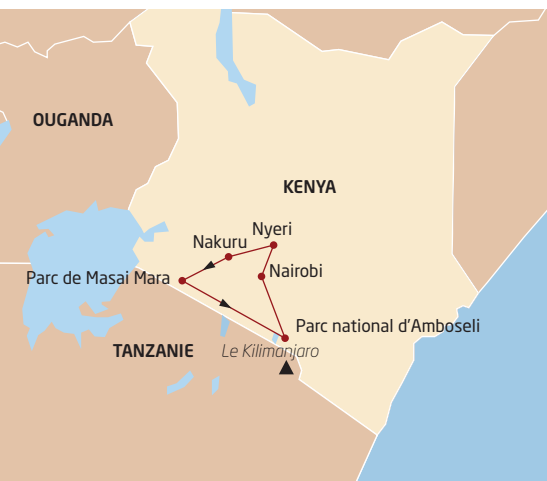 OUGANDA
KENYA
Nyeri
Nakuru
Nairobi
Parc de Masai Mara
Parc national d'Amboseli
TANZANIE
Le Kilimanjaro